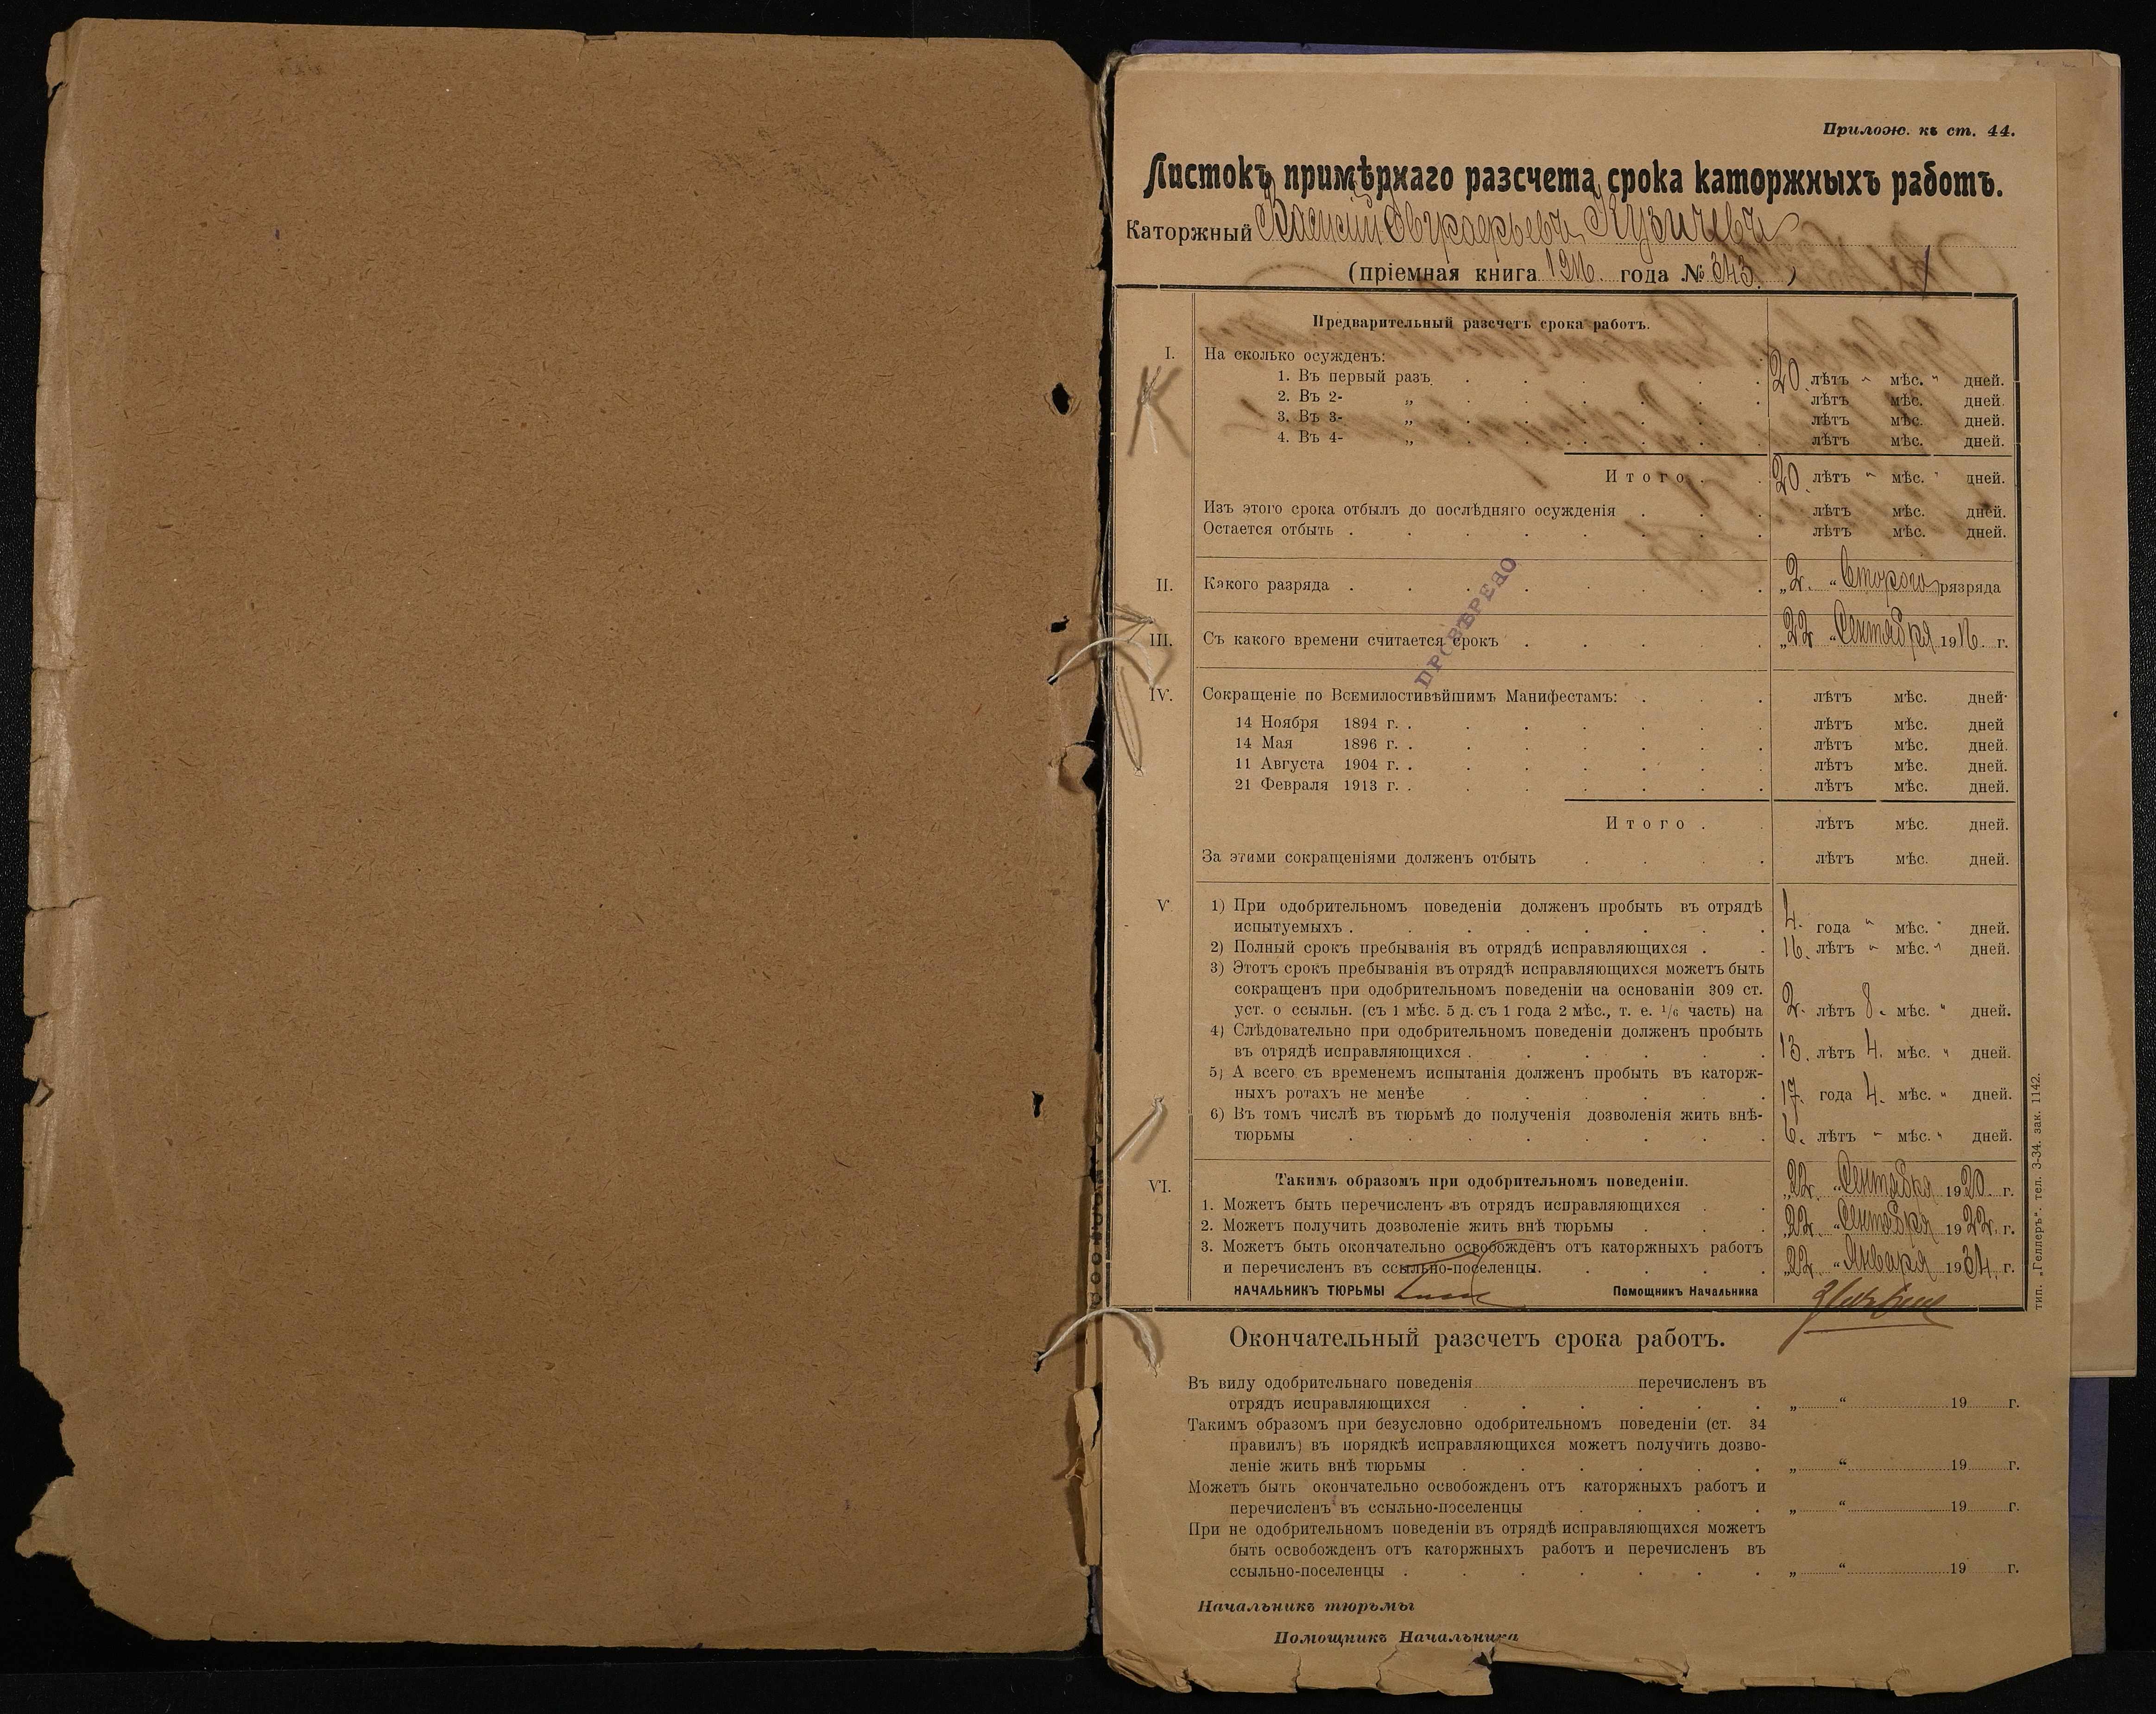 Прилож. къ ст. 44.
Листокъ примѣрнаго разсчета срока каторжныхъ работъ.
Каторжный Василій Кузичевъ
(пріемная книга 1916 года № 343.)
Предварительный разсчетъ срока работъ.
I. На сколько осужденъ:
1. Въ первый разъ 20 лѣтъ " мѣс. " дней.
2. Въ 2- „ лѣтъ мѣс. дней.
3. Въ 3- „ лѣтъ мѣс. дней.
4. Въ 4- „ лѣтъ мѣс. дней.
Итого 20 лѣтъ " мѣс. " дней.
Изъ этого срока отбылъ до послѣдняго осужденія лѣтъ мѣс. дней.
Остается отбыть лѣтъ мѣс. дней.
II. Какого разряда „2. “ Второго разряда
ПРОВѢРЕНО
III. Съ какого времени считается срокъ „22 “ Сентября 1916 г.
IV. Сокращеніе по Всемилостивѣйшимъ Манифестамъ: лѣтъ мѣс. дней
14 Ноября 1894 г. лѣтъ мѣс. дней
14 Мая 1896 г. лѣтъ мѣс. дней.
11 Августа 1904 г. лѣтъ мѣс. дней.
21 Февраля 1913 г. лѣтъ мѣс. дней.
Итого лѣтъ мѣс. дней.
За этими сокращеніями долженъ отбыть лѣтъ мѣс. дней.
V. 1) При одобрительномъ поведеніи долженъ пробыть въ отрядѣ
испытуемыхъ 4. года " мѣс. " дней.
2) Полный срокъ пребыванія въ отрядѣ исправляющихся 16. лѣтъ " мѣс. " дней.
3) Этотъ срокъ пребыванія въ отрядѣ исправляющихся можетъ быть
сокращенъ при одобрительномъ поведеніи на основаніи 309 ст.
уст. о ссыльн. (съ 1 мѣс. 5 д. съ 1 года 2 мѣс., т. е. 1/6 часть) на 2. лѣтъ 8. мѣс. " дней.
4) Слѣдовательно при одобрительномъ поведеніи долженъ пробыть
въ отрядѣ исправляющихся 13. лѣтъ 4. мѣс. " дней.
5) А всего съ временемъ испытанія долженъ пробыть въ каторж-
ныхъ ротахъ не менѣе 17. года 4. мѣс. " дней.
6) Въ томъ числѣ въ тюрьмѣ до полученія дозволенія жить внѣ-
тюрьмы 6. лѣтъ " мѣс. " дней.
VI. Такимъ образомъ при одобрительномъ поведеніи.
1. Можетъ быть перечисленъ въ отрядъ исправляющихся „22. “ Сентября 1920 г.
2. Можетъ получить дозволеніе жить внѣ тюрьмы „22. “ Сентября 1922. г.
3. Можетъ быть окончательно освобожденъ отъ каторжныхъ работъ
и перечисленъ въ ссыльно-поселенцы. „22. “ Января 1934. г.
НАЧАЛЬНИКЪ ТЮРЬМЫ Помощникъ Начальника
тип. „Геллеръ“. тел. 3-34. зак. 1142.
Окончательный разсчетъ срока работъ.
Въ виду одобрительнаго поведенія перечисленъ въ
отрядъ исправляющихся „ “ 19 г.
Такимъ образомъ при безусловно одобрительномъ поведеніи (ст. 34
правилъ) въ порядкѣ исправляющихся можетъ получить дозво-
леніе жить внѣ тюрьмы „ “ 19 г.
Можетъ быть окончательно освобожденъ отъ каторжныхъ работъ и
перечисленъ въ ссыльно-поселенцы „ “ 19 г.
При не одобрительномъ поведеніи въ отрядѣ исправляющихся можетъ
быть освобожденъ отъ каторжныхъ работъ и перечисленъ въ
ссыльно-поселенцы „ “ 19 г.
Начальникъ тюрьмы
Помощникъ Начальника